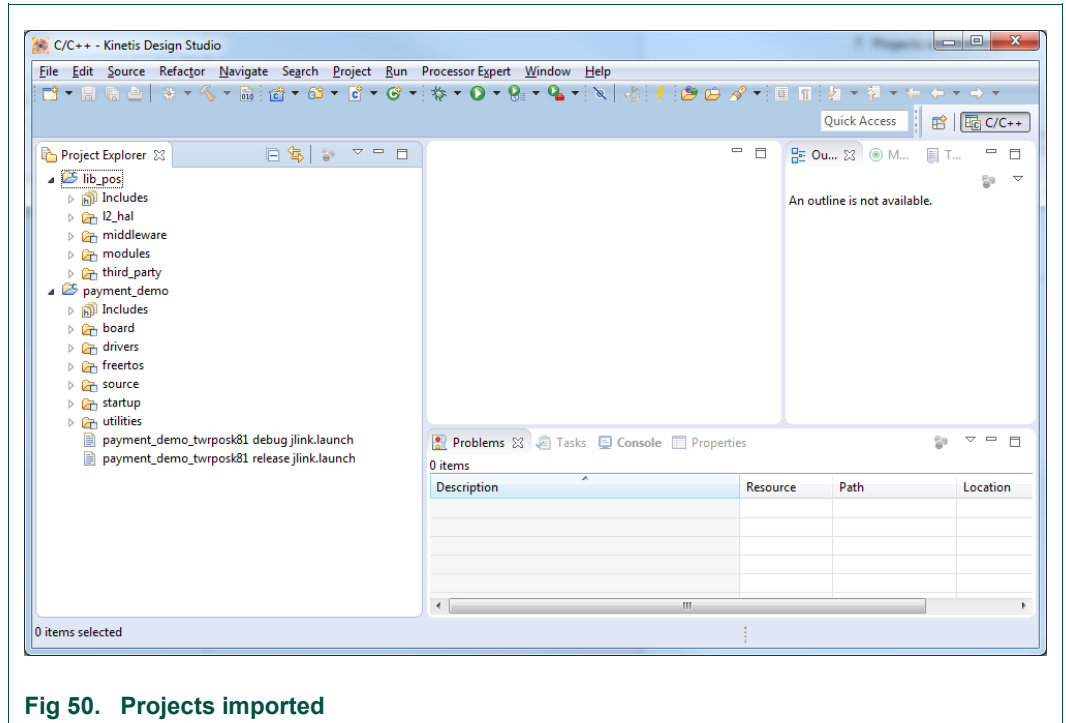 C/C++ - Kinetis Design Studio
File Edit Source Refactor Navigate Search Project Run Processor Expert Window Help
Quick Access
C/C++
Project Explorer
lib_pos
Includes
l2_hal
middleware
modules
third_party
payment_demo
Includes
board
drivers
freertos
source
startup
utilities
payment_demo_twrposk81 debug jlink.launch
payment_demo_twrposk81 release jlink.launch
Ou... M... T...
An outline is not available.
Problems Tasks Console Properties
0 items
Description Resource Path Location
0 items selected
Fig 50. Projects imported